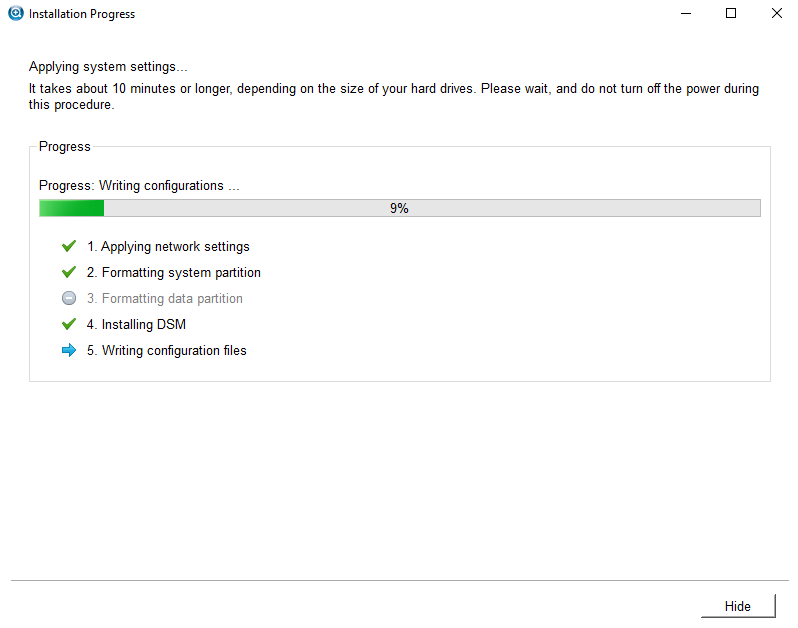 Installation Progress
Applying system settings...
It takes about 10 minutes or longer, depending on the size of your hard drives. Please wait, and do not turn off the power during
this procedure.
Progress
Progress: Writing configurations ...
9%
1. Applying network settings
2. Formatting system partition
3. Formatting data partition
4. Installing DSM
5. Writing configuration files
Hide